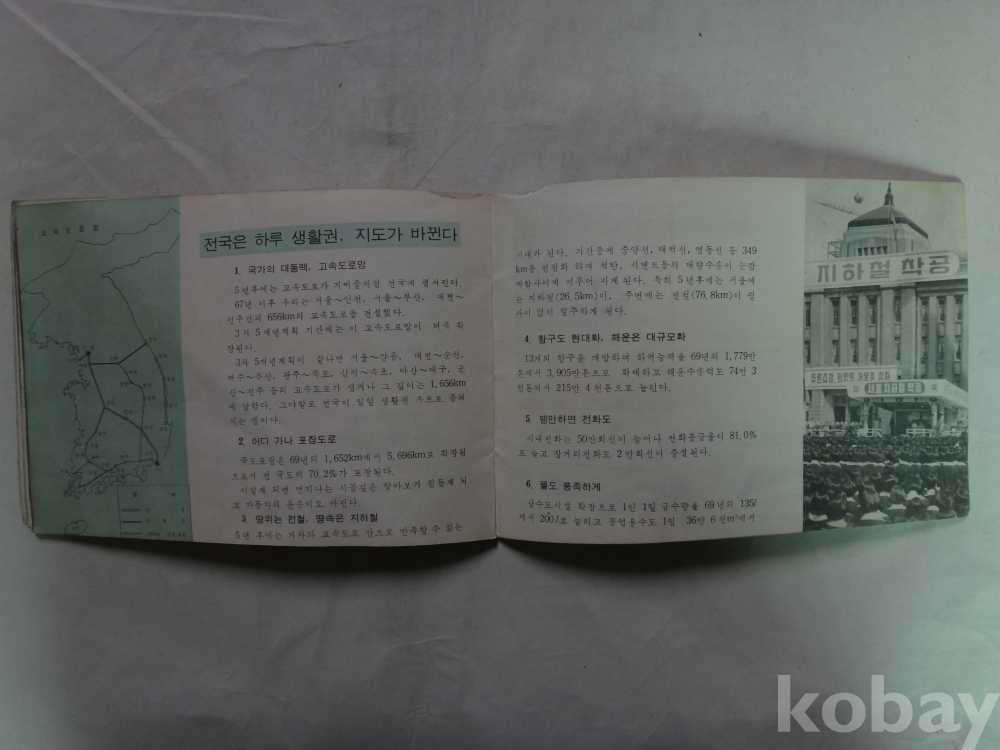 고속도로망
전국은 하루 생활권, 지도가 바뀐다
1. 국가의 대동맥, 고속도로망
5년후에는 고속도로가 거미줄처럼 전국에 펼쳐진다.
67년 이후 우리는 서울~인천, 서울~부산, 대전~
전주간의 656km의 고속도로를 건설했다.
3차 5개년계획 기간에는 이 고속도로망이 더욱 확
장된다.
3차 5개년계획이 끝나면 서울~강릉, 대전~순천,
여수~부산, 광주~목포, 삼척~속초, 마산~대구, 군
산~전주 등의 고속도로가 생겨나 그 길이는 1,656km
에 달한다. 그야말로 전국이 일일 생활권 속으로 좁혀
지는 셈이다.
2. 어디 가나 포장도로
국도포장은 69년의 1,652km에서 5,696km로 확장됨
으로써 전 국도의 70.2%가 포장된다.
이렇게 되면 먼지나는 시골길은 찾아보기 힘들게 되
고 자동차의 운송비도 싸진다.
3. 땅위는 전철, 땅속은 지하철
5년 후에는 기차와 고속도로 만으로 만족할수 없는
시대가 된다. 기간중에 중앙선, 태백선, 영동선 등 349
km를 전철화 하여 석탄, 시멘트등의 대량수송이 눈깜
짝할사이에 이루어 지게 된다. 특히 5년후에는 서울에
는 지하철(26.5km)이, 주변에는 전철(76.8km)이 쉴
사이 없이 질주하게 된다.
4. 항구도 현대화, 해운은 대규모화
13개의 항구를 개발하여 하역능력을 69년의 1,779만
톤에서 3,905만톤으로 확대하고 해운수송력도 74만 3
천톤에서 215만 4천톤으로 늘린다.
5. 웬만하면 전화도
시내전화는 50만회선이 늘어나 전화공급율이 81.0%
로 높고 장거리전화도 2만회선이 증설된다.
6. 물도 풍족하게
상수도시설 확장으로 1인 1일 급수량을 69년의 135l
에서 200l로 늘리고 공업용수도 1일 36만 6천m³에서
지하철착공
kobay